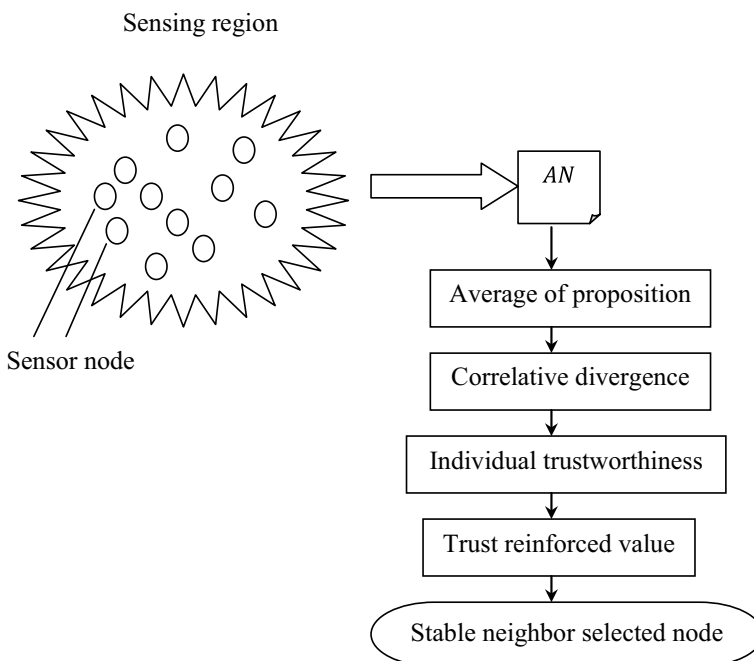 Sensing region
AN
Average of proposition
Correlative divergence
Sensor node
Individual trustworthiness
Trust reinforced value
Stable neighbor selected node